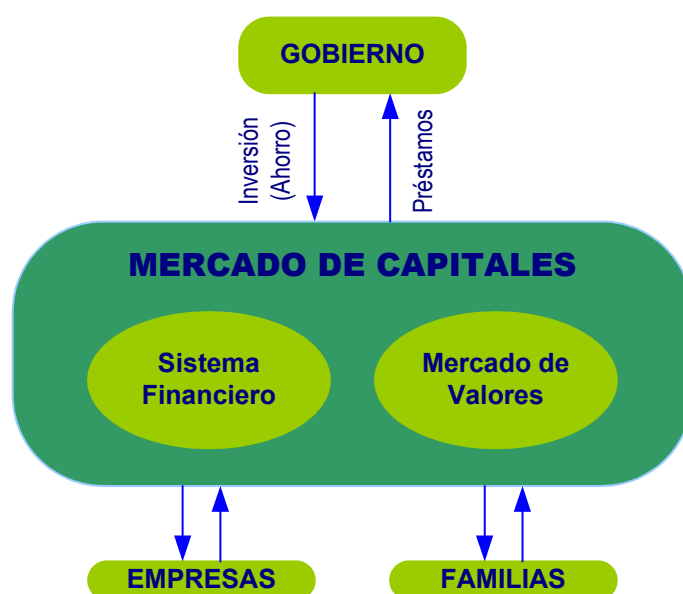 GOBIERNO
Inversión
(Ahorro)
Préstamos
MERCADO DE CAPITALES
Sistema
Financiero
Mercado de
Valores
EMPRESAS
FAMILIAS